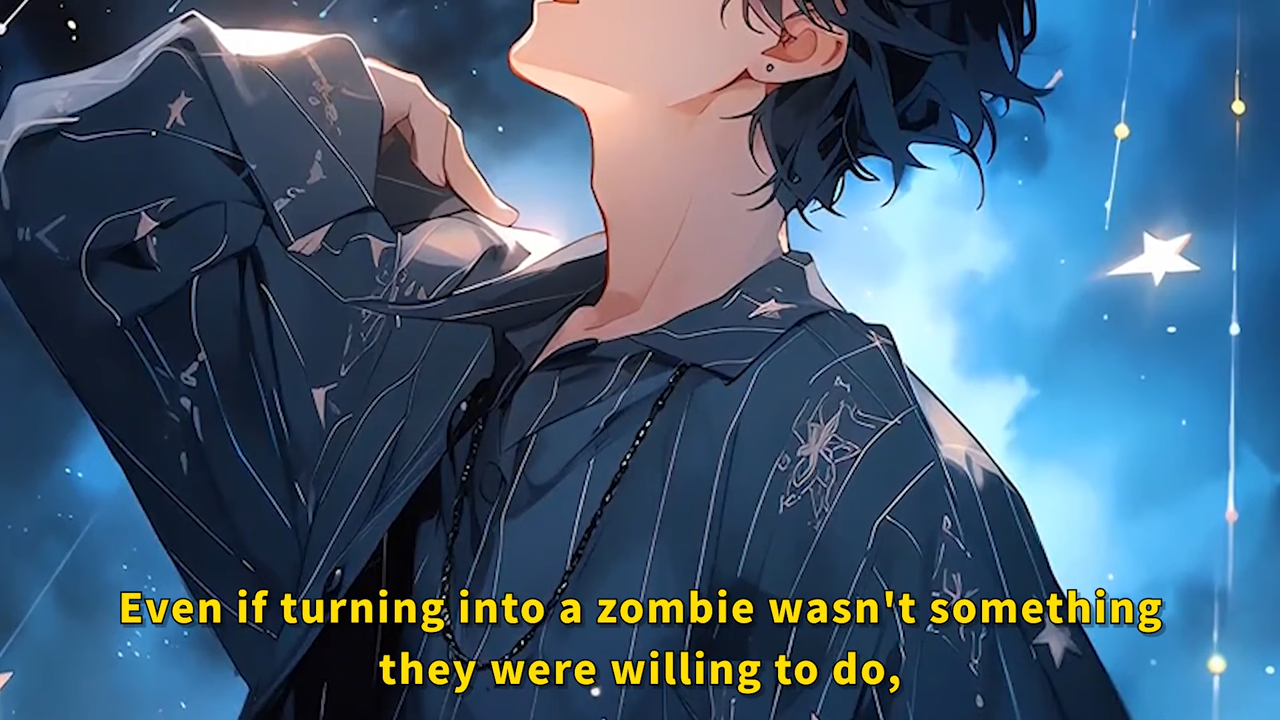 Even if turning into a zombie wasn't something
they were willing to do,